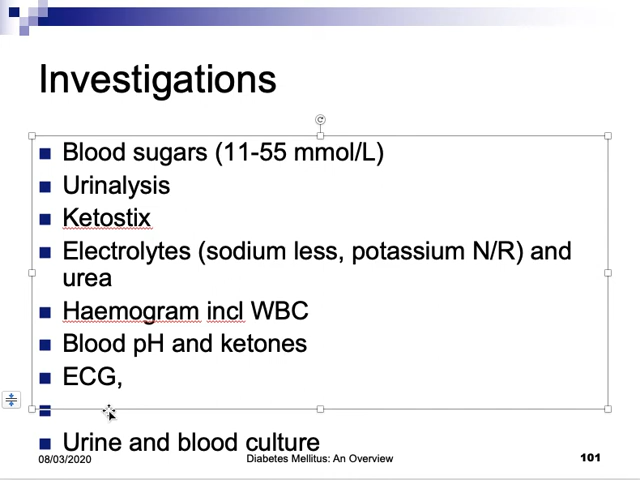 Investigations
Blood sugars (11-55 mmol/L)
Urinalysis
Ketostix
Electrolytes (sodium less, potassium N/R) and
urea
Haemogram incl WBC
Blood pH and ketones
ECG,
Urine and blood culture
08/03/2020
Diabetes Mellitus: An Overview
101